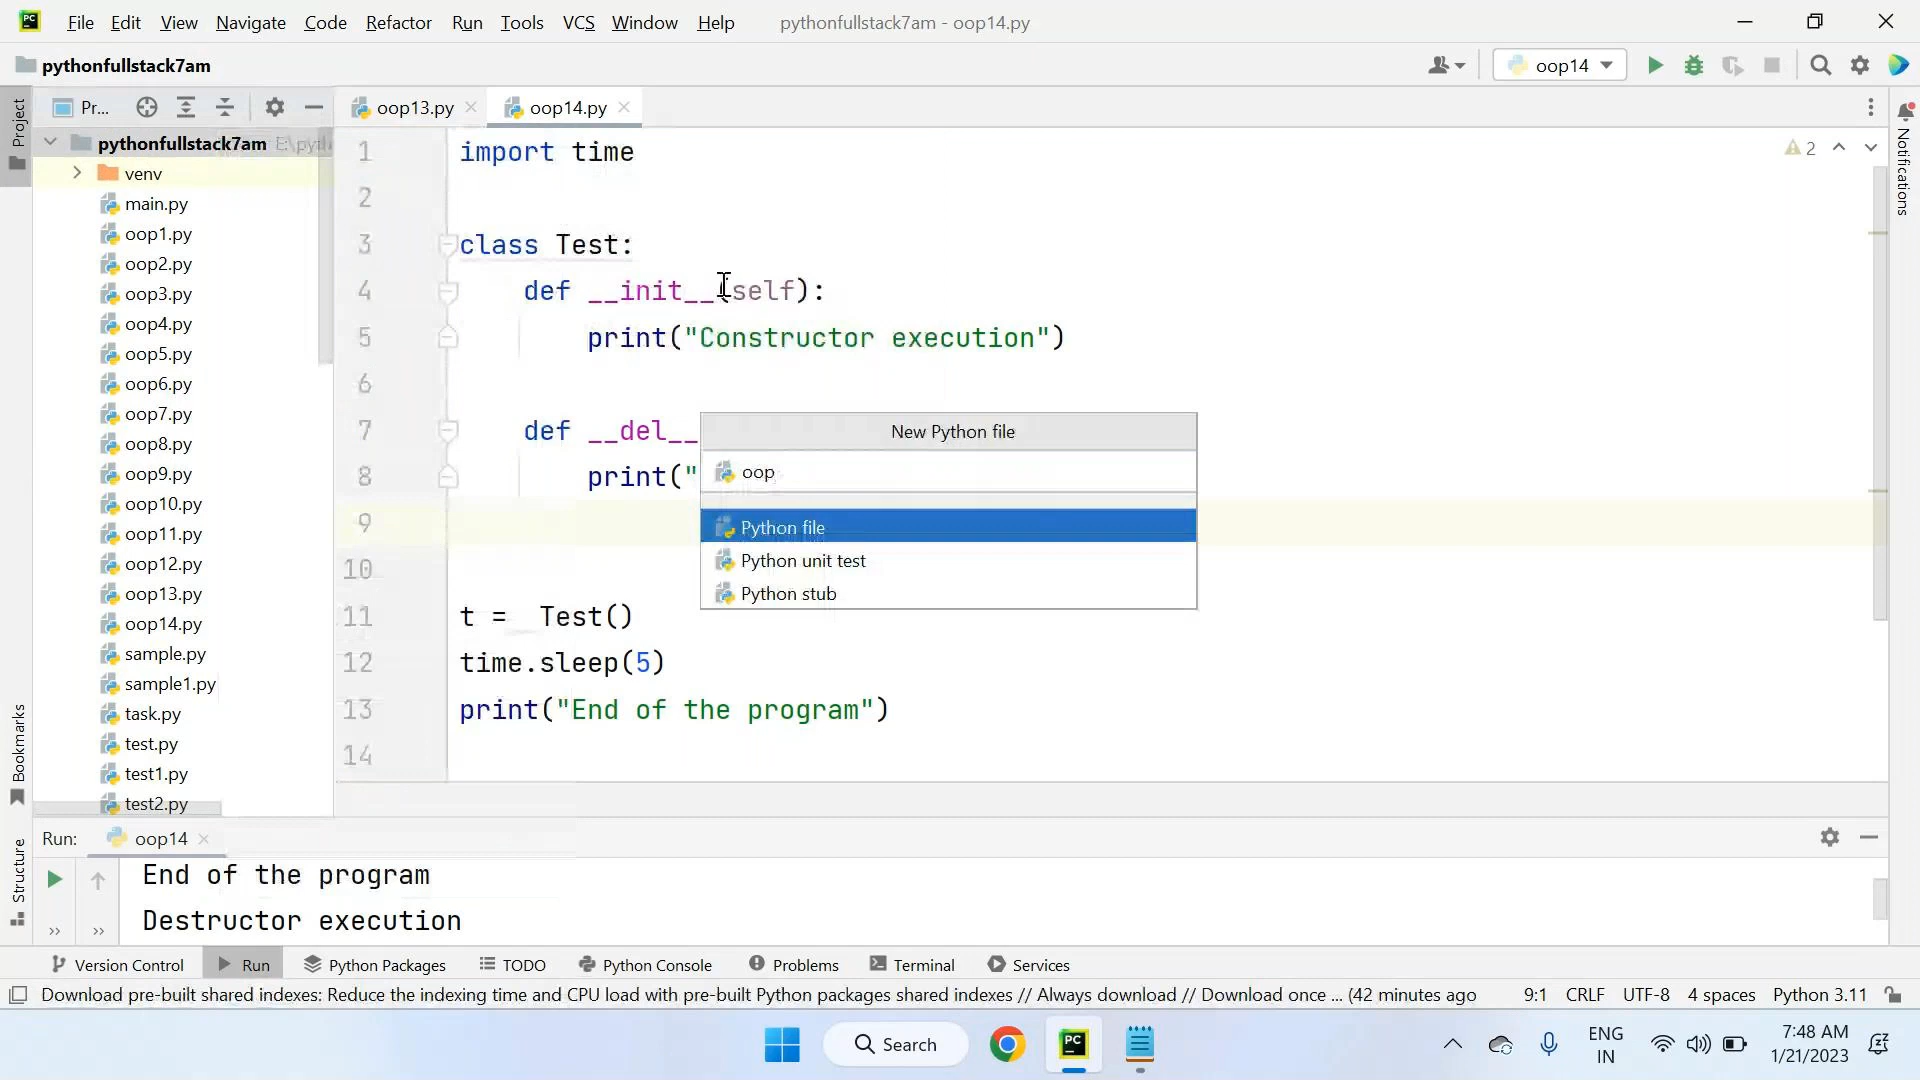 File Edit View Navigate Code Refactor Run Tools VCS Window Help pythonfullstack7am - oop14.py
pythonfullstack7am
oop14
Project
Pr...
oop13.py
oop14.py
Notifications
pythonfullstack7am
venv
main.py
oop1.py
oop2.py
oop3.py
oop4.py
oop5.py
oop6.py
oop7.py
oop8.py
oop9.py
oop10.py
oop11.py
oop12.py
oop13.py
oop14.py
sample.py
sample1.py
task.py
test.py
test1.py
test2.py
2
1 import time
2
3 class Test:
4 def __init__(self):
5 print("Constructor execution")
6
7 def __del__
8 print("
9
10
11 t = Test()
12 time.sleep(5)
13 print("End of the program")
14
New Python file
oop
Python file
Python unit test
Python stub
Bookmarks
Structure
Run: oop14
End of the program
Destructor execution
Version Control Run Python Packages TODO Python Console Problems Terminal Services
Download pre-built shared indexes: Reduce the indexing time and CPU load with pre-built Python packages shared indexes // Always download // Download once ... (42 minutes ago 9:1 CRLF UTF-8 4 spaces Python 3.11
Search
ENG
IN
7:48 AM
1/21/2023